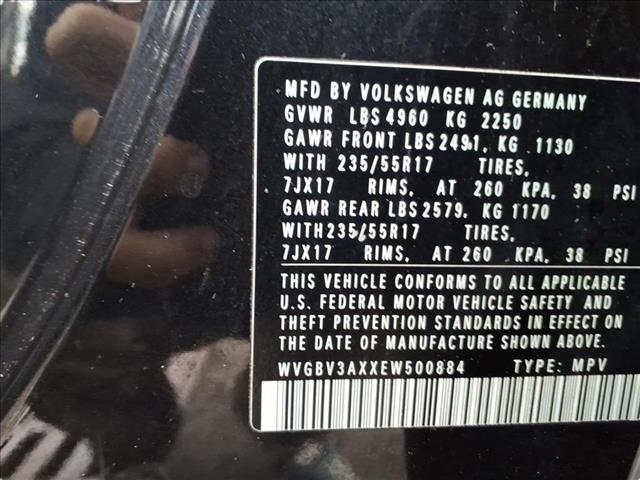 MFD BY VOLKSWAGEN AG GERMANY
GVWR LBS 4960 KG 2250
GAWR FRONT LBS 2491, KG 1130
WITH 235/55R17 TIRES,
7JX17 RIMS, AT 260 KPA, 38 PSI
GAWR REAR LBS 2579, KG 1170
WITH 235/55R17 TIRES,
7JX17 RIMS, AT 260 KPA, 38 PSI
THIS VEHICLE CONFORMS TO ALL APPLICABLE
U.S. FEDERAL MOTOR VEHICLE SAFETY AND
THEFT PREVENTION STANDARDS IN EFFECT ON
THE DATE OF MANUFACTURE SHOWN ABOVE.
WVGBV3AXXEW500884 TYPE: MPV